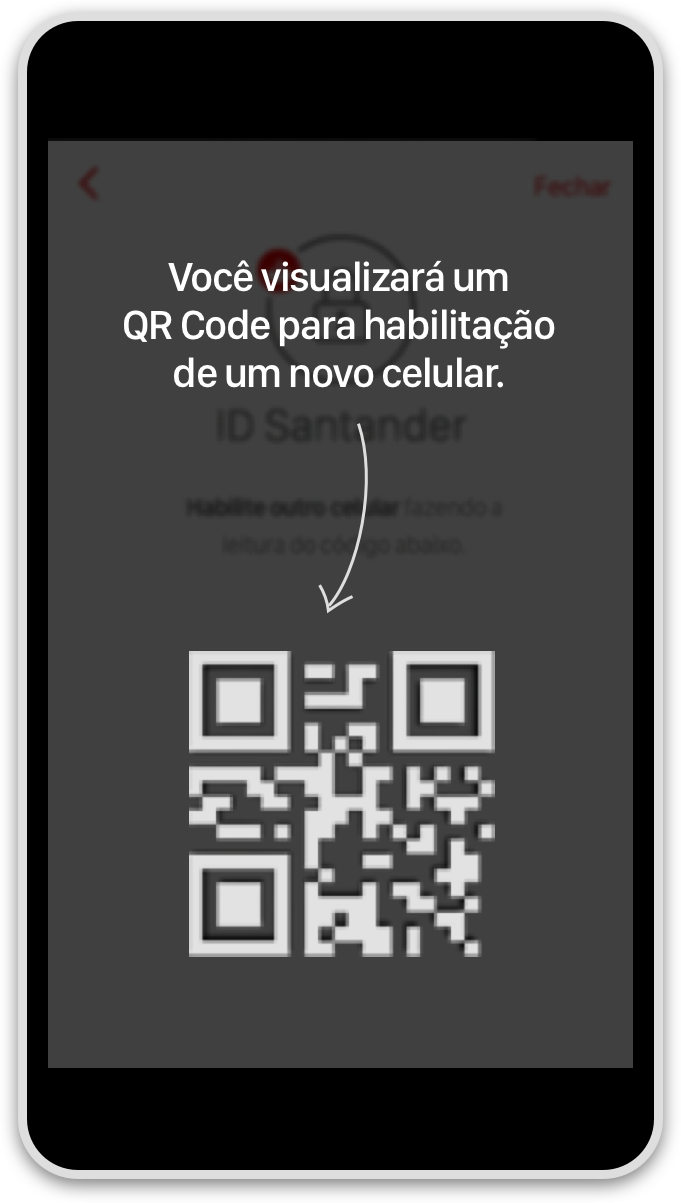 Fechar
Você visualizará um
QR Code para habilitação
de um novo celular.
ID Santander
Habilite outro celular fazendo a
leitura do código abaixo.